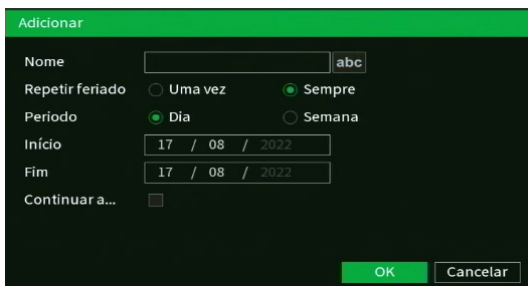 Adicionar
Nome abc
Repetir feriado Uma vez Sempre
Periodo Dia Semana
Início 17 / 08 / 2022
Fim 17 / 08 / 2022
Continuar a...
OK Cancelar